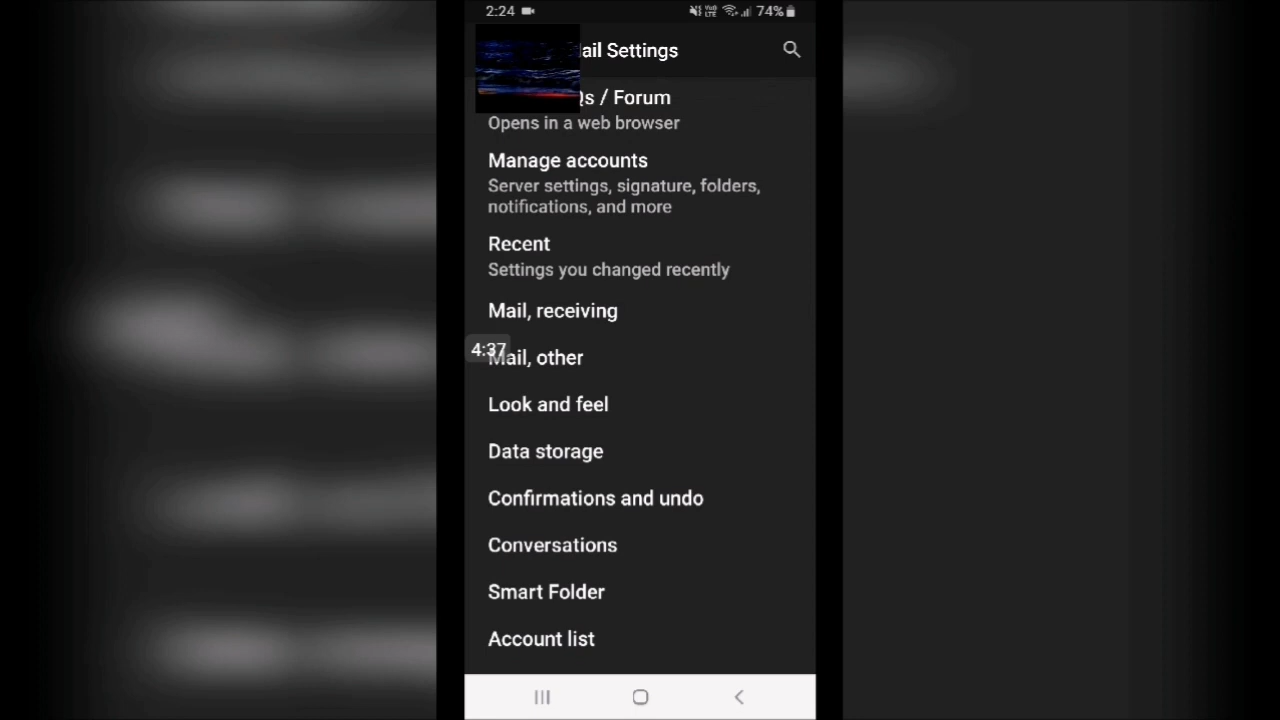 2:24 VoD LTE 74%
ail Settings
s / Forum
Opens in a web browser
Manage accounts
Server settings, signature, folders,
notifications, and more
Recent
Settings you changed recently
Mail, receiving
4:37
Mail, other
Look and feel
Data storage
Confirmations and undo
Conversations
Smart Folder
Account list